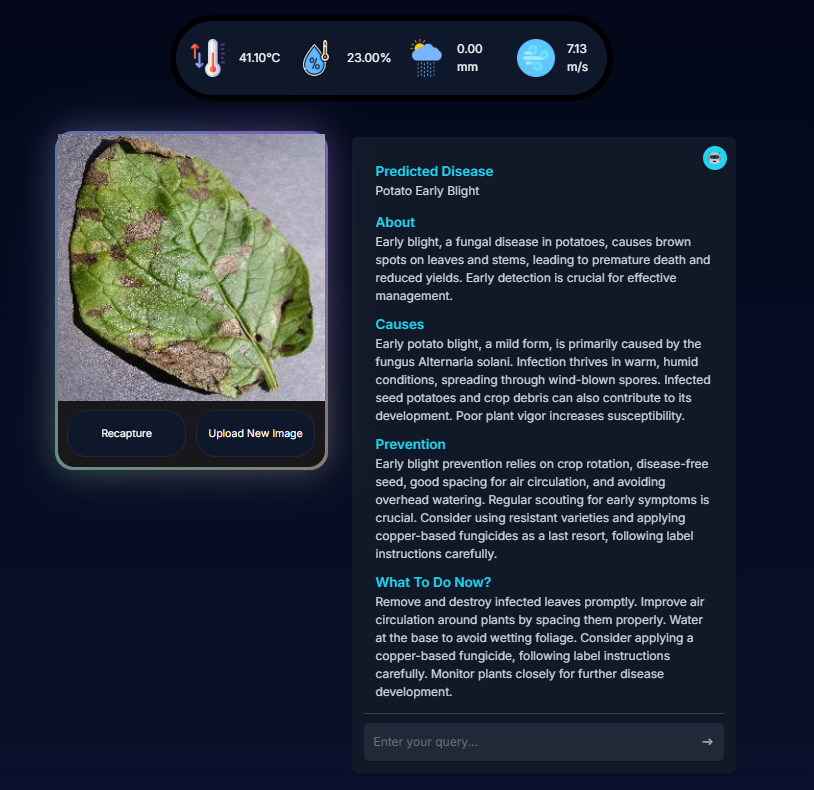 41.10°C
23.00%
0.00
mm
7.13
m/s
%
Predicted Disease
Potato Early Blight
About
Early blight, a fungal disease in potatoes, causes brown
spots on leaves and stems, leading to premature death and
reduced yields. Early detection is crucial for effective
management.
Causes
Early potato blight, a mild form, is primarily caused by the
fungus Alternaria solani. Infection thrives in warm, humid
conditions, spreading through wind-blown spores. Infected
seed potatoes and crop debris can also contribute to its
development. Poor plant vigor increases susceptibility.
Prevention
Early blight prevention relies on crop rotation, disease-free
seed, good spacing for air circulation, and avoiding
overhead watering. Regular scouting for early symptoms is
crucial. Consider using resistant varieties and applying
copper-based fungicides as a last resort, following label
instructions carefully.
What To Do Now?
Remove and destroy infected leaves promptly. Improve air
circulation around plants by spacing them properly. Water
at the base to avoid wetting foliage. Consider applying a
copper-based fungicide, following label instructions
carefully. Monitor plants closely for further disease
development.
Enter your query...
Recapture
Upload New Image